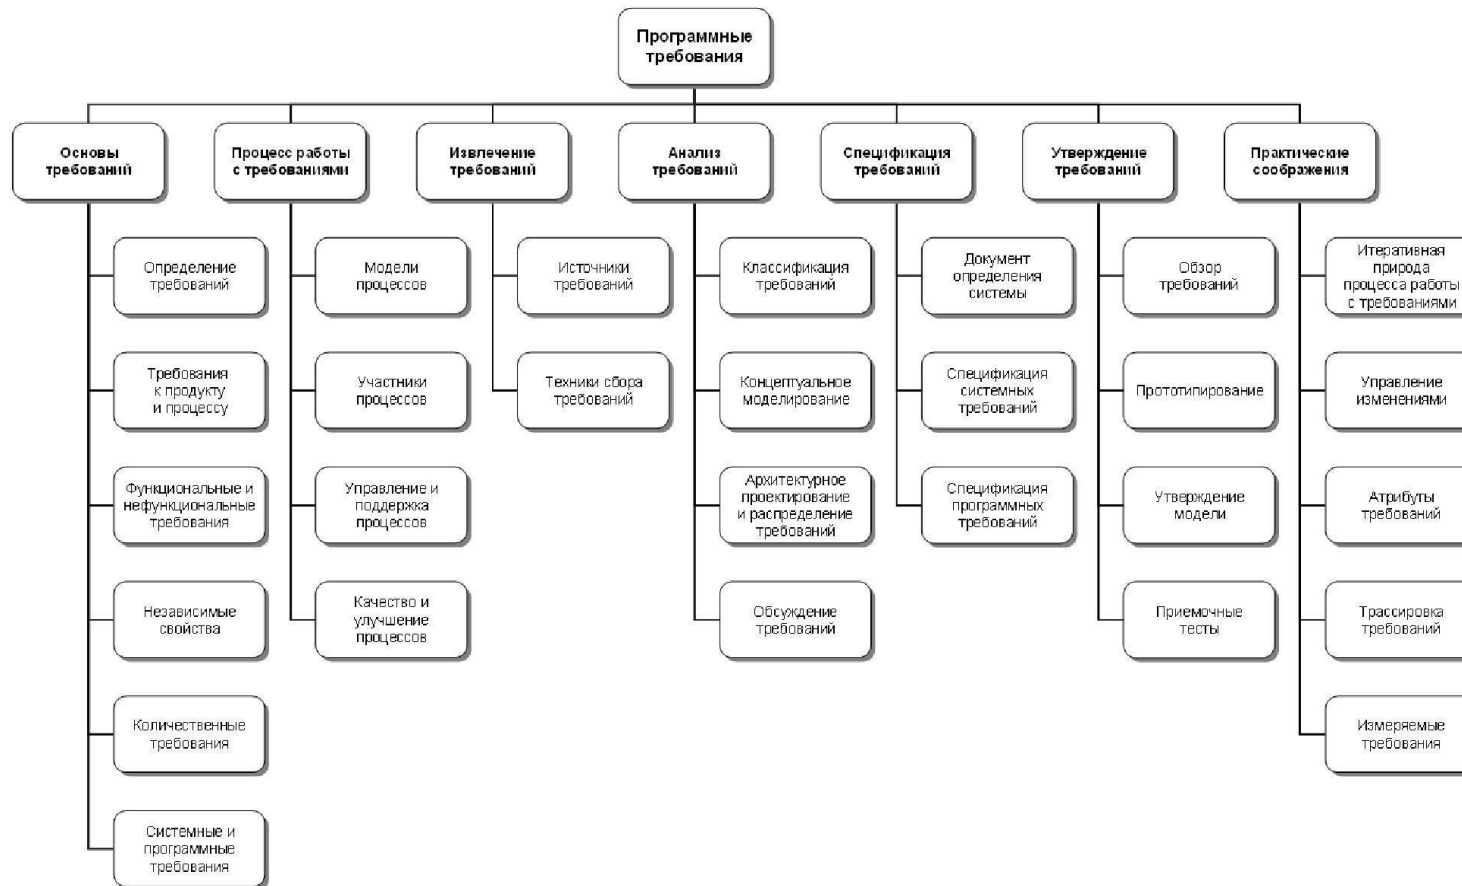 Программные
требования
Основы
требований
Процесс работы
с требованиями
Извлечение
требований
Анализ
требований
Спецификация
требований
Утверждение
требований
Практические
соображения
Определение
требований
Требования
к продукту
и процессу
Функциональные и
нефункциональные
требования
Независимые
свойства
Количественные
требования
Системные и
программные
требования
Модели
процессов
Участники
процессов
Управление и
поддержка
процессов
Качество и
улучшение
процессов
Источники
требований
Техники сбора
требований
Классификация
требований
Концептуальное
моделирование
Архитектурное
проектирование
и распределение
требований
Обсуждение
требований
Документ
определения
системы
Спецификация
системных
требований
Спецификация
программных
требований
Обзор
требований
Прототипирование
Утверждение
модели
Приемочные
тесты
Итеративная
природа
процесса работы
с требованиями
Управление
изменениями
Атрибуты
требований
Трассировка
требований
Измеряемые
требования